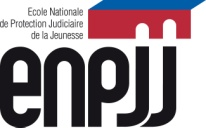 Ecole Nationale
de Protection Judiciaire
de la Jeunesse
enpjj